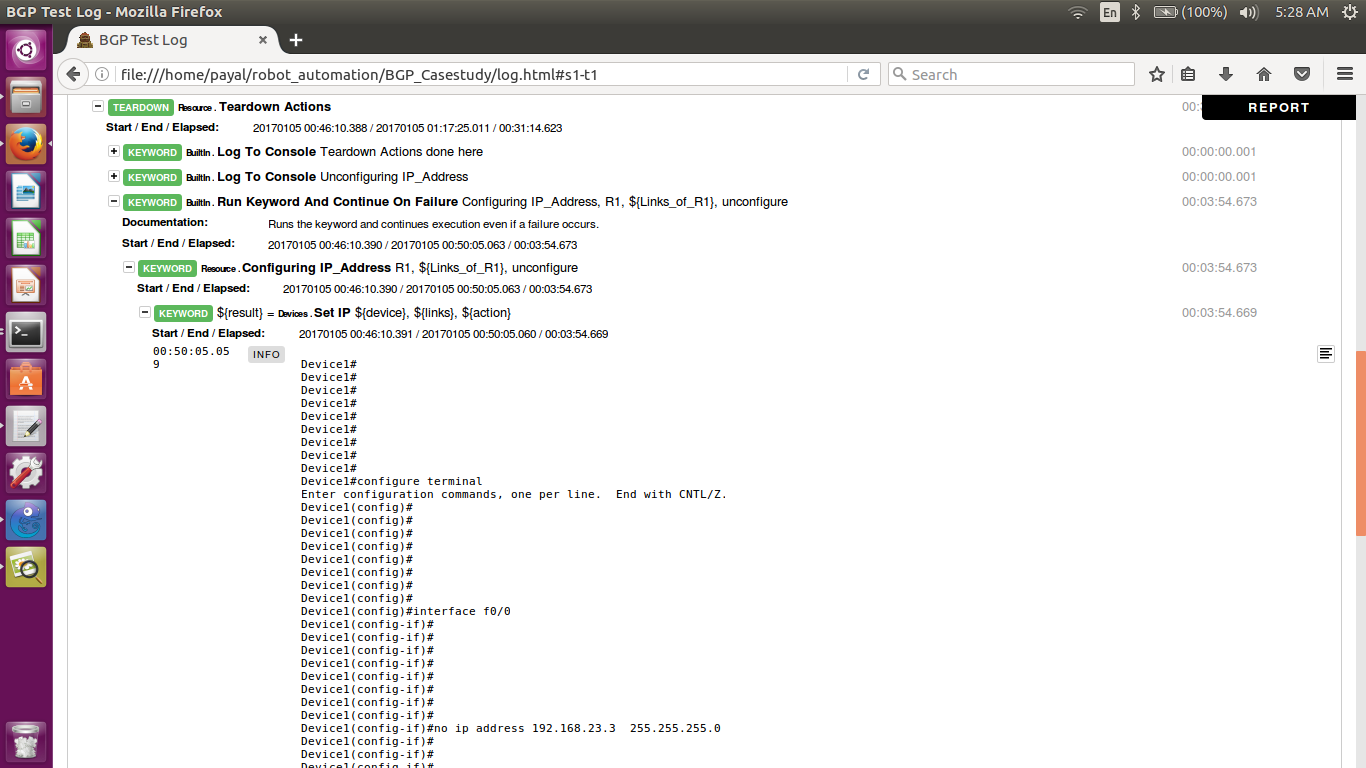 BGP Test Log - Mozilla Firefox
En
(100%)
5:28 AM
BGP Test Log
file:///home/payal/robot_automation/BGP_Casestudy/log.html#s1-t1
Search
REPORT
TEARDOWN Resource . Teardown Actions 00:3
Start / End / Elapsed: 20170105 00:46:10.388 / 20170105 01:17:25.011 / 00:31:14.623
KEYWORD BuiltIn . Log To Console Teardown Actions done here 00:00:00.001
KEYWORD BuiltIn . Log To Console Unconfiguring IP_Address 00:00:00.001
KEYWORD BuiltIn . Run Keyword And Continue On Failure Configuring IP_Address, R1, ${Links_of_R1}, unconfigure 00:03:54.673
Documentation: Runs the keyword and continues execution even if a failure occurs.
Start / End / Elapsed: 20170105 00:46:10.390 / 20170105 00:50:05.063 / 00:03:54.673
KEYWORD Resource . Configuring IP_Address R1, ${Links_of_R1}, unconfigure 00:03:54.673
Start / End / Elapsed: 20170105 00:46:10.390 / 20170105 00:50:05.063 / 00:03:54.673
KEYWORD ${result} = Devices . Set IP ${device}, ${links}, ${action} 00:03:54.669
Start / End / Elapsed: 20170105 00:46:10.391 / 20170105 00:50:05.060 / 00:03:54.669
00:50:05.05
9
INFO
Device1#
Device1#
Device1#
Device1#
Device1#
Device1#
Device1#
Device1#
Device1#
Device1#configure terminal
Enter configuration commands, one per line.  End with CNTL/Z.
Device1(config)#
Device1(config)#
Device1(config)#
Device1(config)#
Device1(config)#
Device1(config)#
Device1(config)#
Device1(config)#
Device1(config)#interface f0/0
Device1(config-if)#
Device1(config-if)#
Device1(config-if)#
Device1(config-if)#
Device1(config-if)#
Device1(config-if)#
Device1(config-if)#
Device1(config-if)#
Device1(config-if)#no ip address 192.168.23.3  255.255.255.0
Device1(config-if)#
Device1(config-if)#
Device1(config-if)#